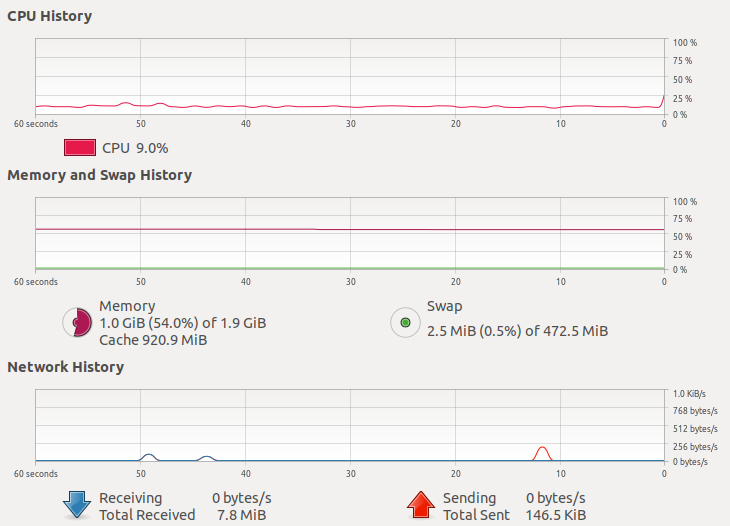 CPU History
100 %
75 %
50 %
25 %
0 %
60 seconds 50 40 30 20 10 0
CPU 9.0%
Memory and Swap History
100 %
75 %
50 %
25 %
0 %
60 seconds 50 40 30 20 10 0
Memory
1.0 GiB (54.0%) of 1.9 GiB
Cache 920.9 MiB
Swap
2.5 MiB (0.5%) of 472.5 MiB
Network History
1.0 KiB/s
768 bytes/s
512 bytes/s
256 bytes/s
0 bytes/s
60 seconds 50 40 30 20 10 0
Receiving 0 bytes/s
Total Received 7.8 MiB
Sending 0 bytes/s
Total Sent 146.5 KiB